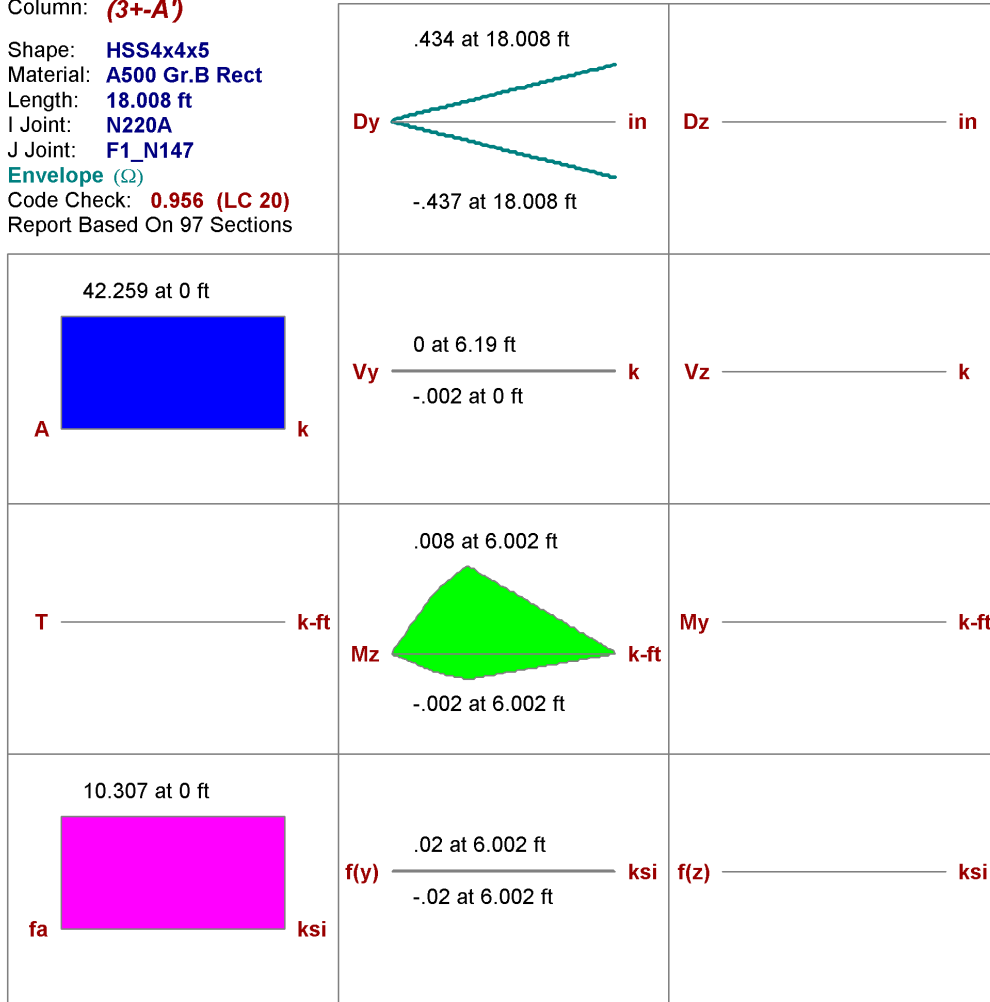 Column: (3+-A')
Shape: HSS4x4x5
Material: A500 Gr.B Rect
Length: 18.008 ft
I Joint: N220A
J Joint: F1_N147
Envelope (Ω)
Code Check: 0.956 (LC 20)
Report Based On 97 Sections
.434 at 18.008 ft
Dy in
-.437 at 18.008 ft
Dz in
42.259 at 0 ft
A k
0 at 6.19 ft
Vy k
-.002 at 0 ft
Vz k
T k-ft
.008 at 6.002 ft
Mz k-ft
-.002 at 6.002 ft
My k-ft
10.307 at 0 ft
fa ksi
.02 at 6.002 ft
f(y) ksi
-.02 at 6.002 ft
f(z) ksi